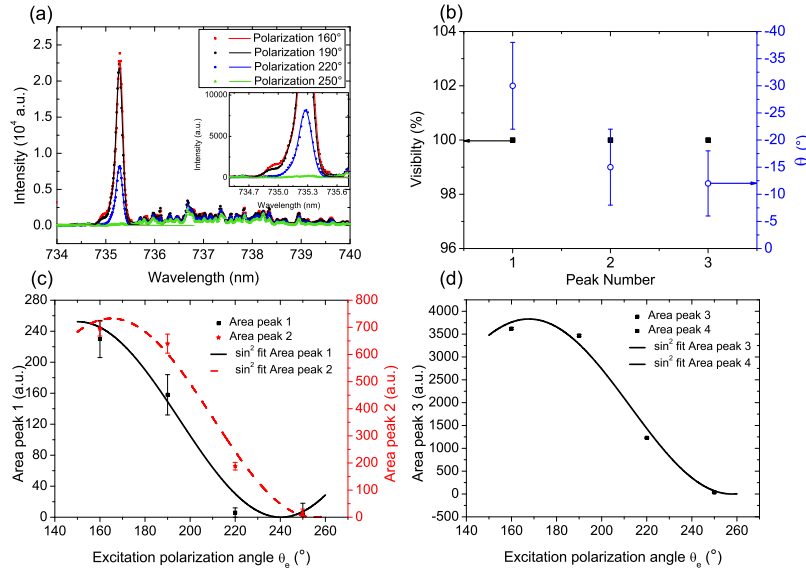 (a)
Polarization 160°
Polarization 190°
Polarization 220°
Polarization 250°
2.5
2.0
1.5
1.0
0.5
0.0
Intensity (10⁴ a.u.)
734 735 736 737 738 739 740
Wavelength (nm)
10000
5000
0
Intensity (a.u.)
734.7 735.0 735.3 735.6
Wavelength (nm)
(b)
104
102
100
98
96
Visibilty (%)
-40
-35
-30
-25
-20
-15
-10
-5
0
θ (°)
1 2 3
Peak Number
(c)
280
240
200
160
120
80
40
0
Area peak 1 (a.u.)
Area peak 1
Area peak 2
sin² fit Area peak 1
sin² fit Area peak 2
800
700
600
500
400
300
200
100
0
Area peak 2 (a.u.)
140 160 180 200 220 240 260
Excitation polarization angle θₑ (°)
(d)
4500
4000
3500
3000
2500
2000
1500
1000
500
0
-500
Area peak 3 (a.u.)
Area peak 3
Area peak 4
sin² fit Area peak 3
sin² fit Area peak 4
140 160 180 200 220 240 260
Excitation polarization angle θₑ (°)